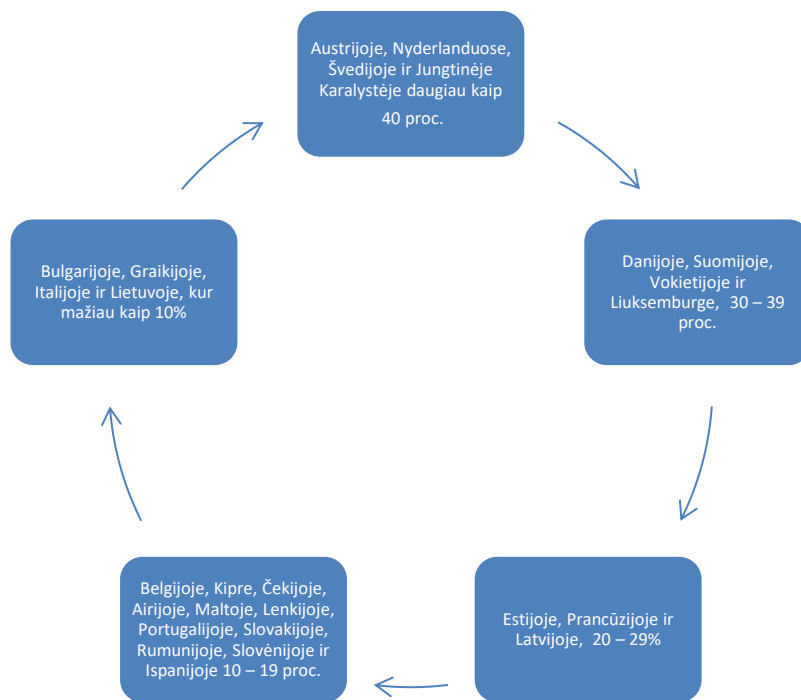 Austrijoje, Nyderlanduose,
Švedijoje ir Jungtinėje
Karalystėje daugiau kaip
40 proc.
Danijoje, Suomijoje,
Vokietijoje ir
Liuksemburge, 30 – 39
proc.
Estijoje, Prancūzijoje ir
Latvijoje, 20 – 29%
Belgijoje, Kipre, Čekijoje,
Airijoje, Maltoje, Lenkijoje,
Portugalijoje, Slovakijoje,
Rumunijoje, Slovėnijoje ir
Ispanijoje 10 – 19 proc.
Bulgarijoje, Graikijoje,
Italijoje ir Lietuvoje, kur
mažiau kaip 10%